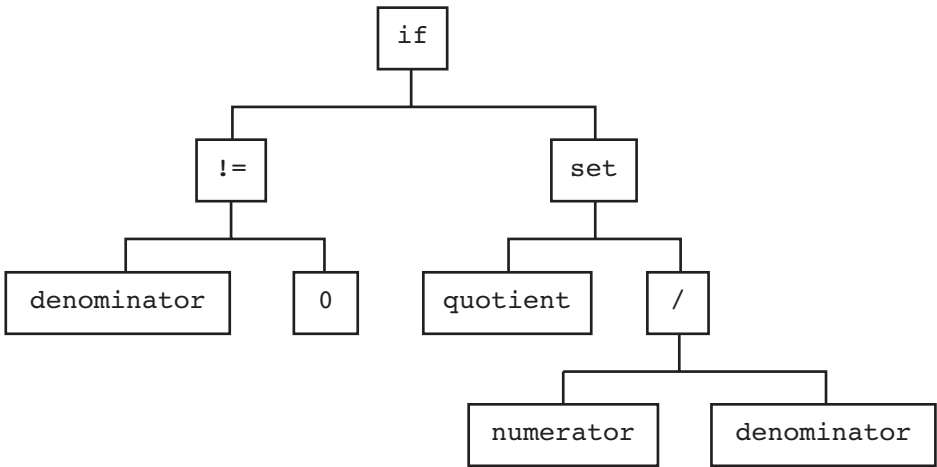 if
!=
set
denominator
0
quotient
/
numerator
denominator